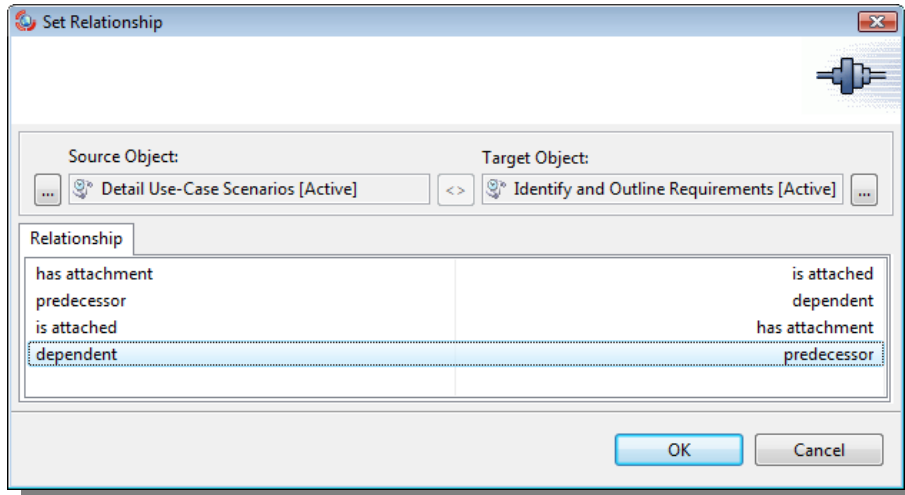 Set Relationship
Source Object: Target Object:
... Detail Use-Case Scenarios [Active] <> Identify and Outline Requirements [Active] ...
Relationship
has attachment is attached
predecessor dependent
is attached has attachment
dependent predecessor
OK Cancel